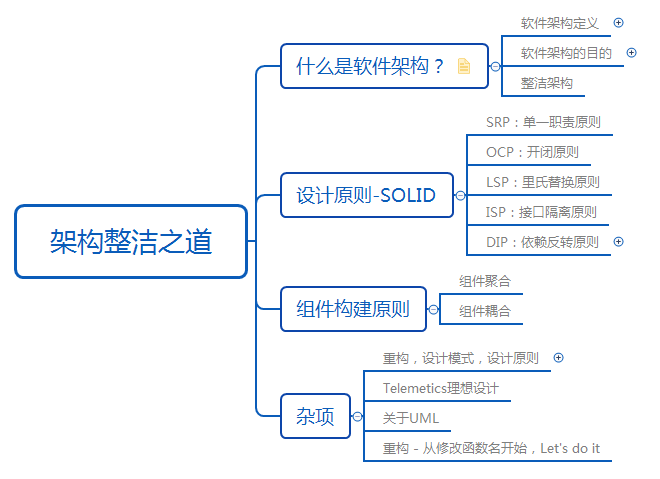 架构整洁之道
什么是软件架构？
软件架构定义
软件架构的目的
整洁架构
设计原则-SOLID
SRP：单一职责原则
OCP：开闭原则
LSP：里氏替换原则
ISP：接口隔离原则
DIP：依赖反转原则
组件构建原则
组件聚合
组件耦合
杂项
重构，设计模式，设计原则
Telemetics理想设计
关于UML
重构 - 从修改函数名开始，Let's do it